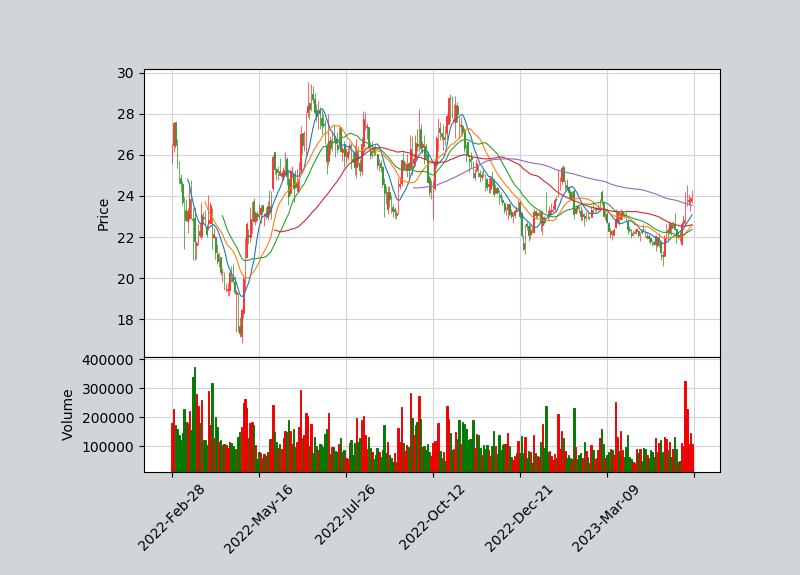 30
28
26
24
22
20
18
Price
400000
300000
200000
100000
Volume
2022-Feb-28
2022-May-16
2022-Jul-26
2022-Oct-12
2022-Dec-21
2023-Mar-09